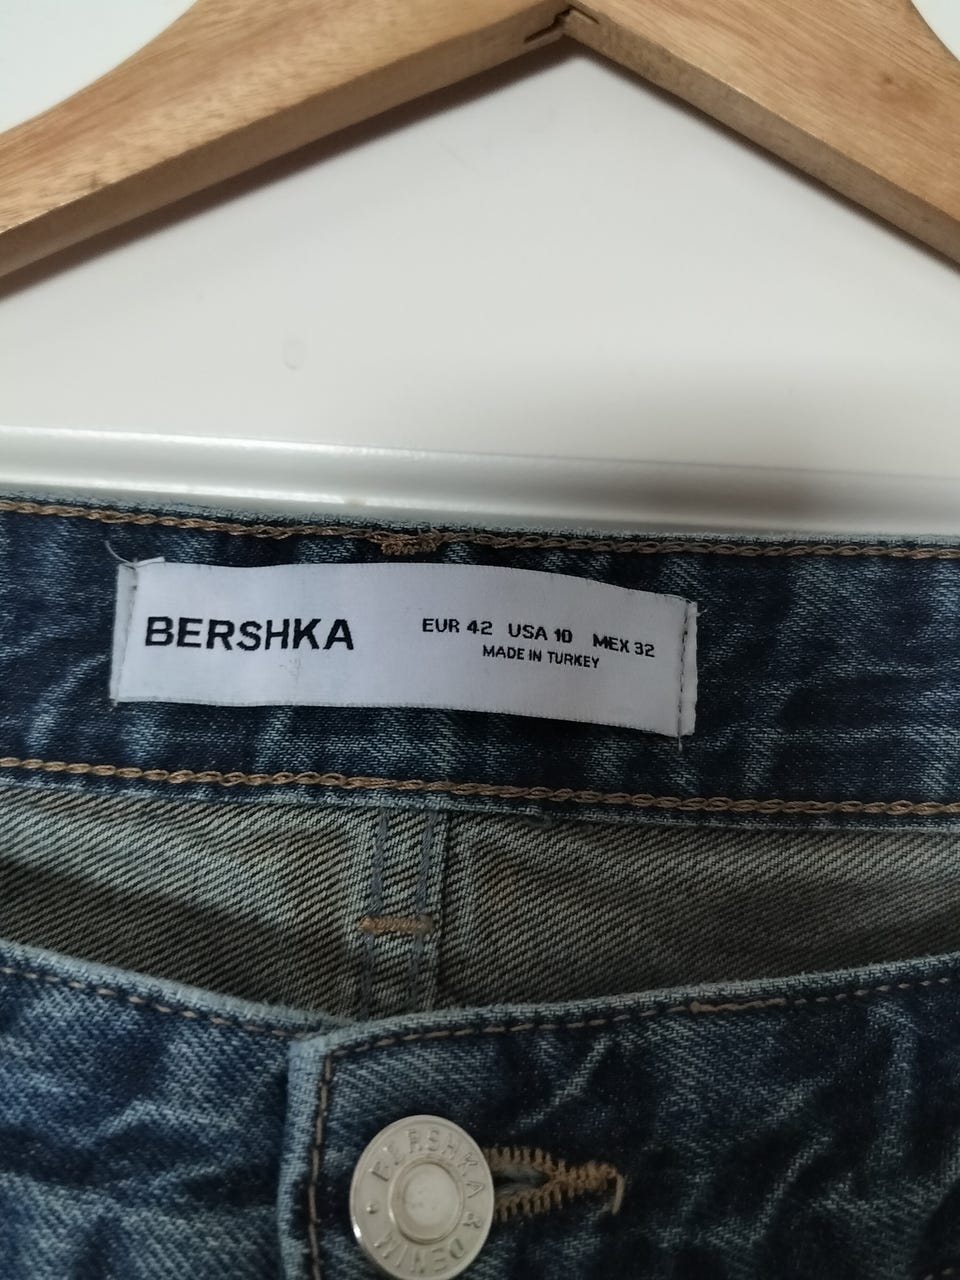 BERSHKA
EUR 42 USA 10 MEX 32
MADE IN TURKEY
BERSHKA & DENIM